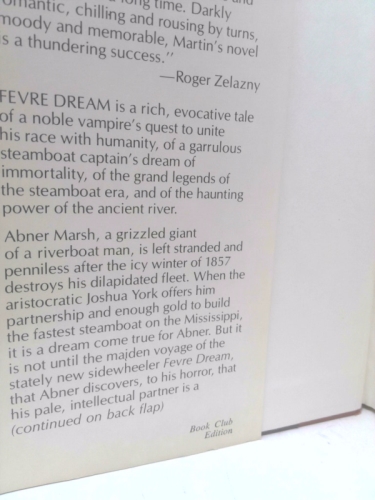 long time. Darkly
romantic, chilling and rousing by turns,
moody and memorable, Martin's novel
is a thundering success."
—Roger Zelazny
FEVRE DREAM is a rich, evocative tale
of a noble vampire's quest to unite
his race with humanity, of a garrulous
steamboat captain's dream of
immortality, of the grand legends of
the steamboat era, and of the haunting
power of the ancient river.
Abner Marsh, a grizzled giant
of a riverboat man, is left stranded and
penniless after the icy winter of 1857
destroys his dilapidated fleet. When the
aristocratic Joshua York offers him
partnership and enough gold to build
the fastest steamboat on the Mississippi,
it is a dream come true for Abner. But it
is not until the maiden voyage of the
stately new sidewheeler Fevre Dream,
that Abner discovers, to his horror, that
his pale, intellectual partner is a
(continued on back flap)
Book Club
Edition